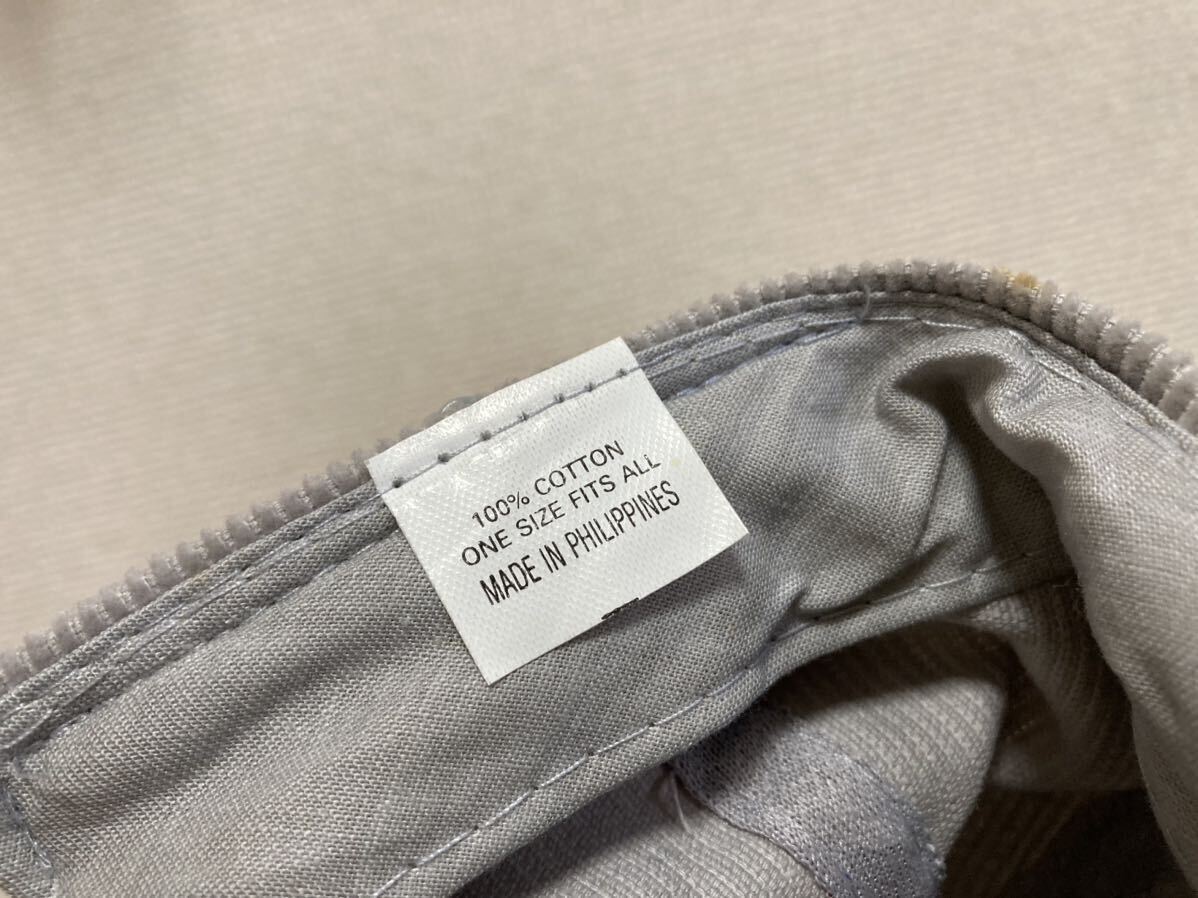 100% COTTON
ONE SIZE FITS ALL
MADE IN PHILIPPINES